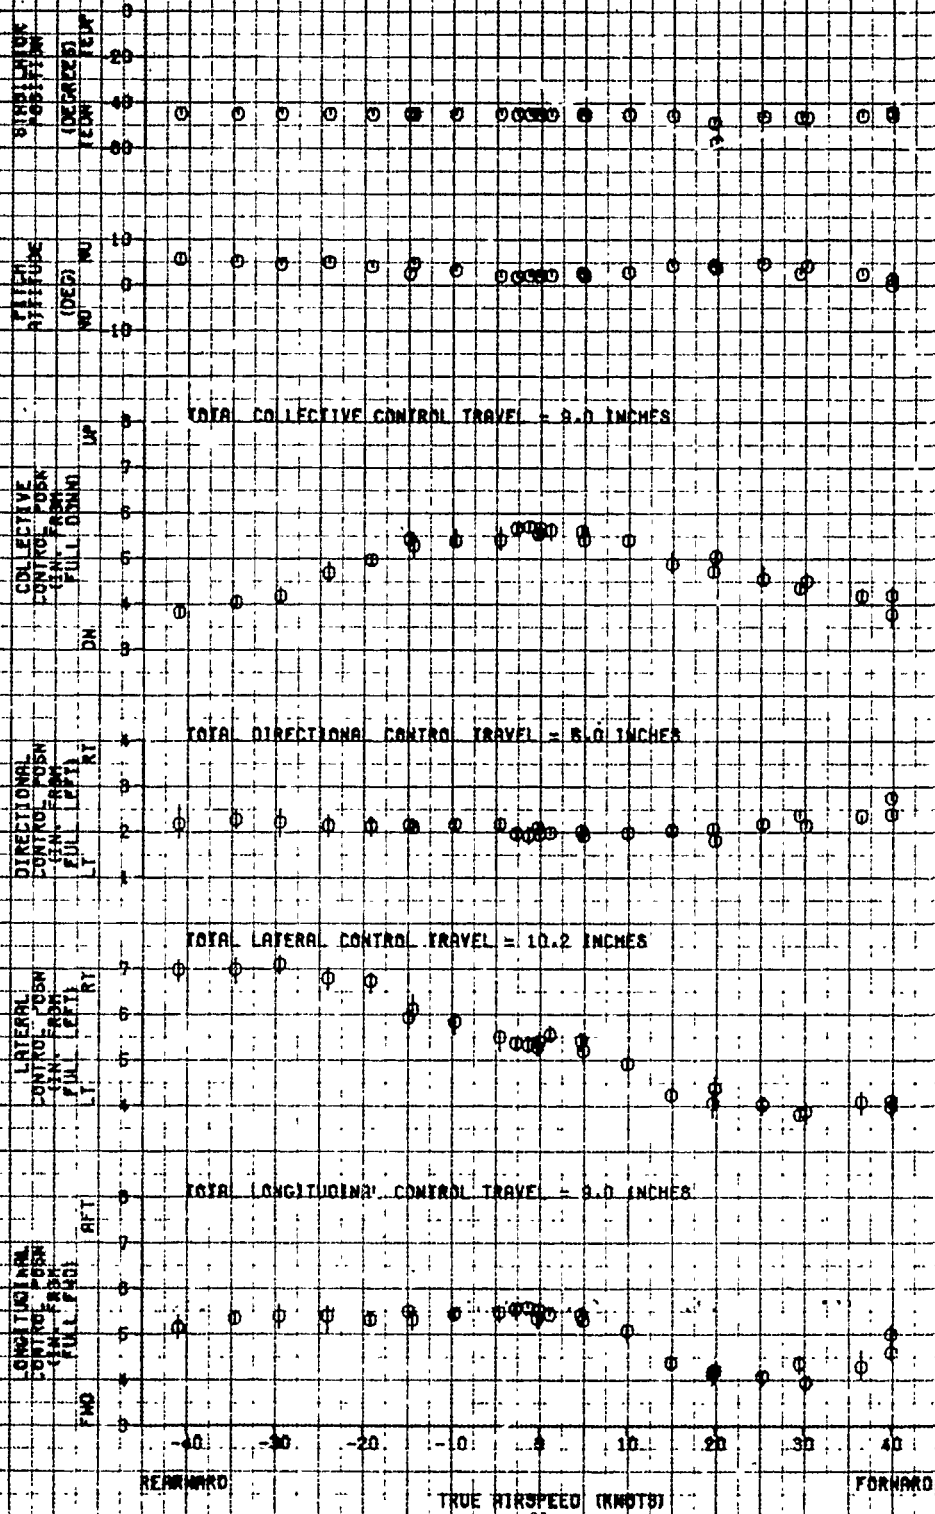 STABILATOR
POSITION
(DEGREES)
TEDN TEUP
0
20
40
60
PITCH
ATTITUDE
(DEG)
ND NU
10
0
10
TOTAL COLLECTIVE CONTROL TRAVEL = 9.0 INCHES
COLLECTIVE
CONTROL POSN
(IN. FROM
FULL DOWN)
DN UP
8
7
6
5
4
3
TOTAL DIRECTIONAL CONTROL TRAVEL = 5.0 INCHES
DIRECTIONAL
CONTROL POSN
(IN. FROM
FULL LEFT)
LT RT
4
3
2
1
TOTAL LATERAL CONTROL TRAVEL = 10.2 INCHES
LATERAL
CONTROL POSN
(IN. FROM
FULL LEFT)
LT RT
7
6
5
4
TOTAL LONGITUDINAL CONTROL TRAVEL = 9.0 INCHES
LONGITUDINAL
CONTROL POSN
(IN. FROM
FULL FWD)
FWD AFT
8
7
6
5
4
3
-40 -30 -20 -10 0 10 20 30 40
REARWARD FORWARD
TRUE AIRSPEED (KNOTS)